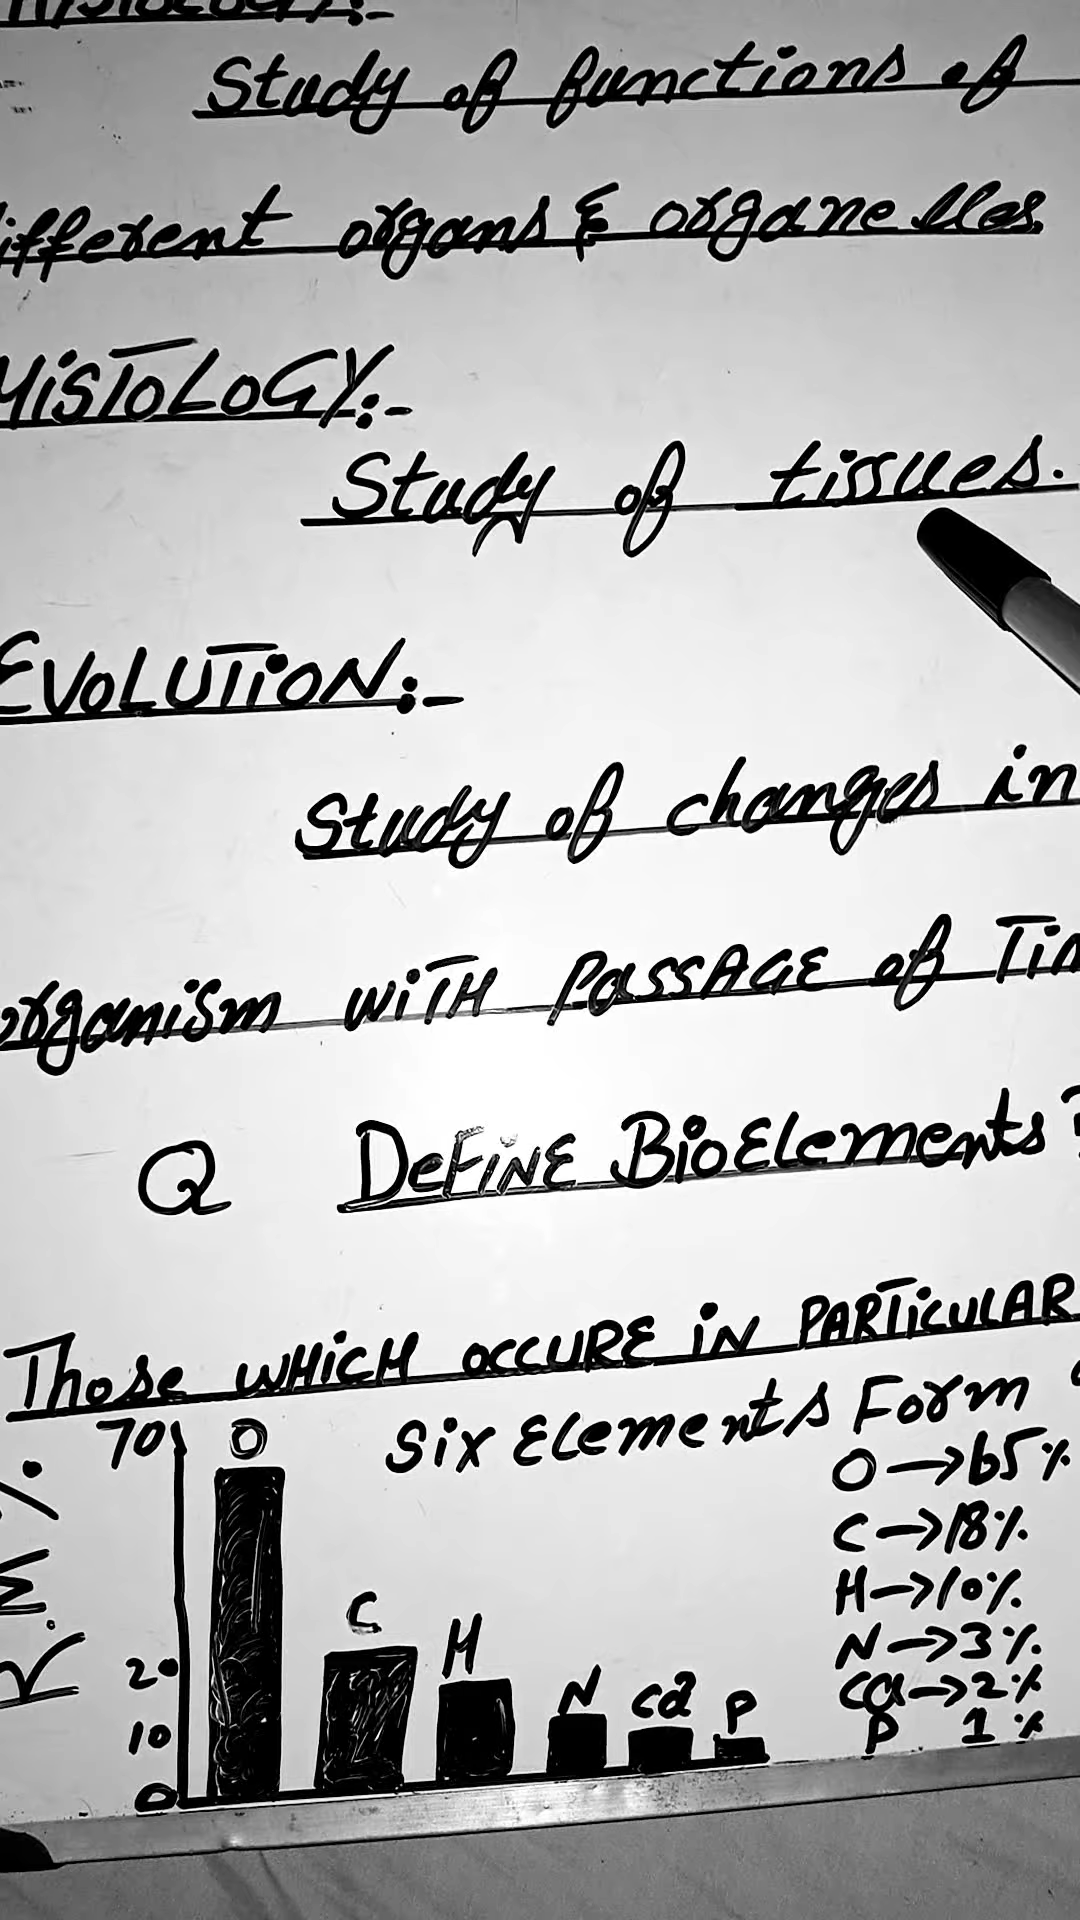 Study of functions of
ifferent organs & organelles.
HISTOLOGY:-
Study of tissues.
EVOLUTION:-
Study of changes in
organism WITH PASSAGE of Tim
Q DEFINE BioElements?
Those WHICH OCCURE IN PARTICULAR
Six Elements Form
70 O
O → 65%
C → 18%
H → 10%
N → 3%
Ca → 2%
P 1%
R.M%
C
H
N
Ca
P
20
10
0